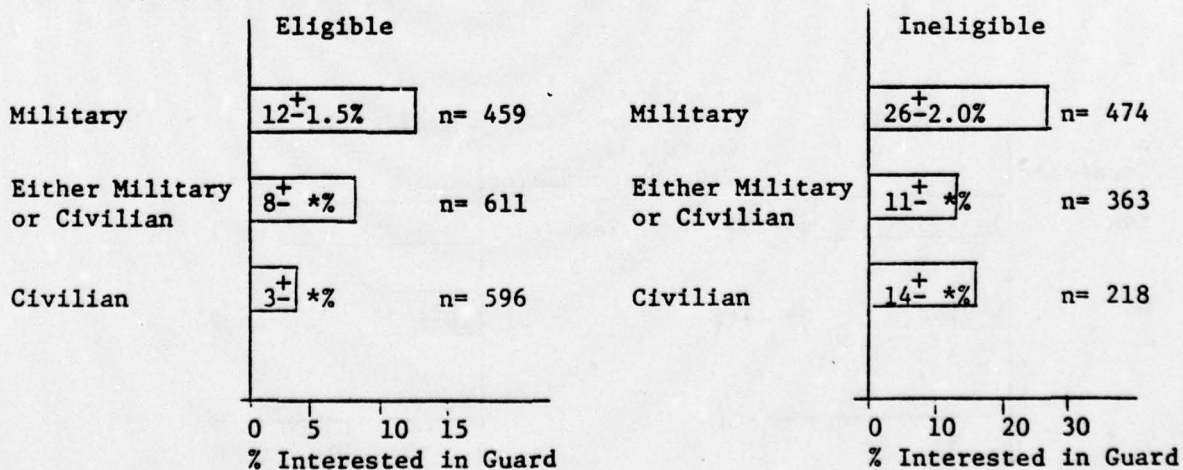 Eligible
Military 12±1.5% n= 459
Either Military 8± *% n= 611
or Civilian
Civilian 3± *% n= 596
0 5 10 15
% Interested in Guard
Ineligible
Military 26±2.0% n= 474
Either Military 11± *% n= 363
or Civilian
Civilian 14± *% n= 218
0 10 20 30
% Interested in Guard